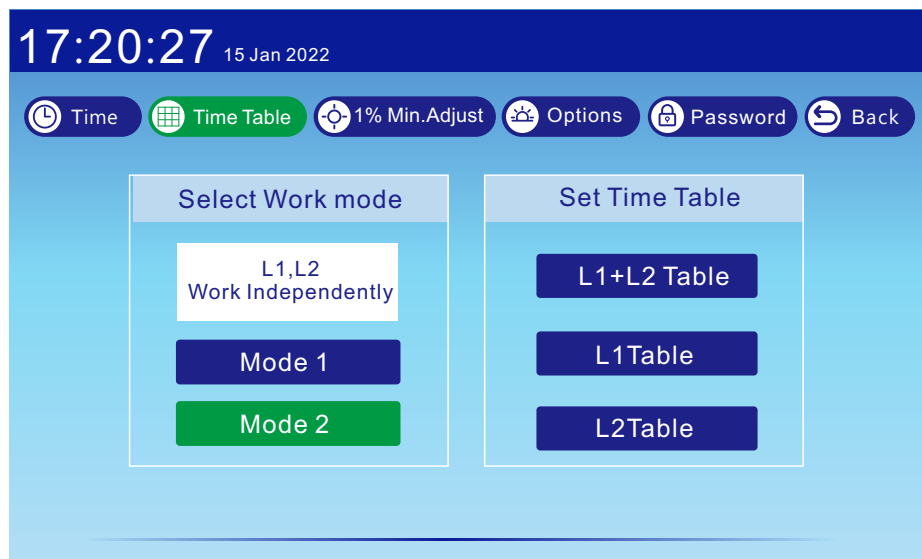 17:20:27 15 Jan 2022
Time Time Table 1% Min.Adjust Options Password Back
Select Work mode
L1,L2
Work Independently
Mode 1
Mode 2
Set Time Table
L1+L2 Table
L1Table
L2Table